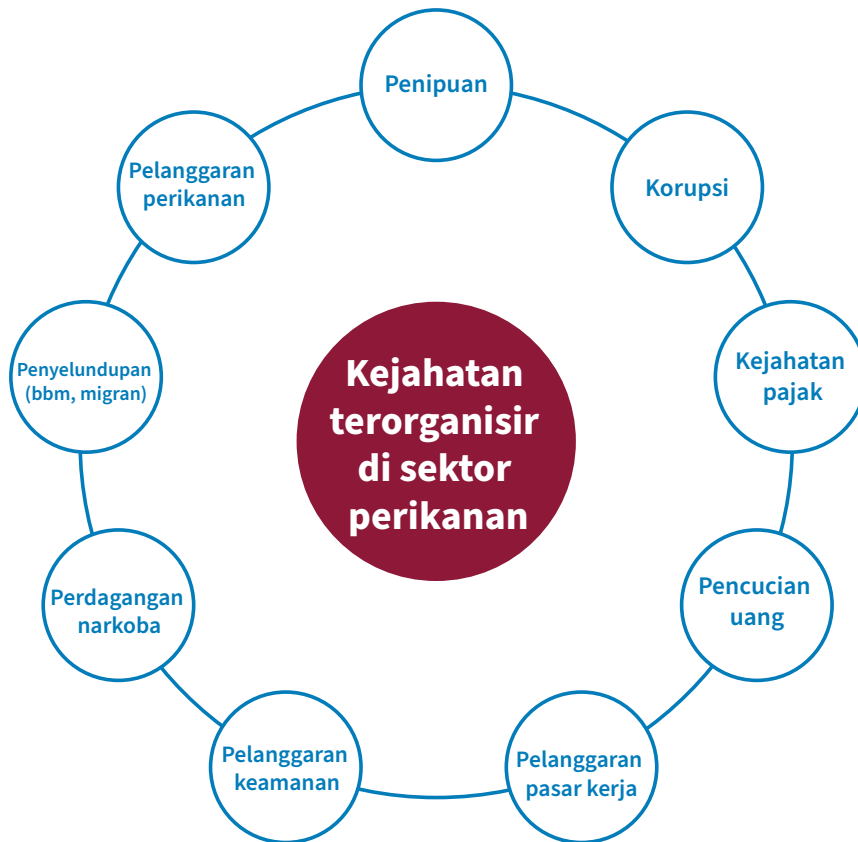 Penipuan
Korupsi
Kejahatan
pajak
Pencucian
uang
Pelanggaran
pasar kerja
Pelanggaran
keamanan
Perdagangan
narkoba
Penyelundupan
(bbm, migran)
Pelanggaran
perikanan
Kejahatan
terorganisir
di sektor
perikanan